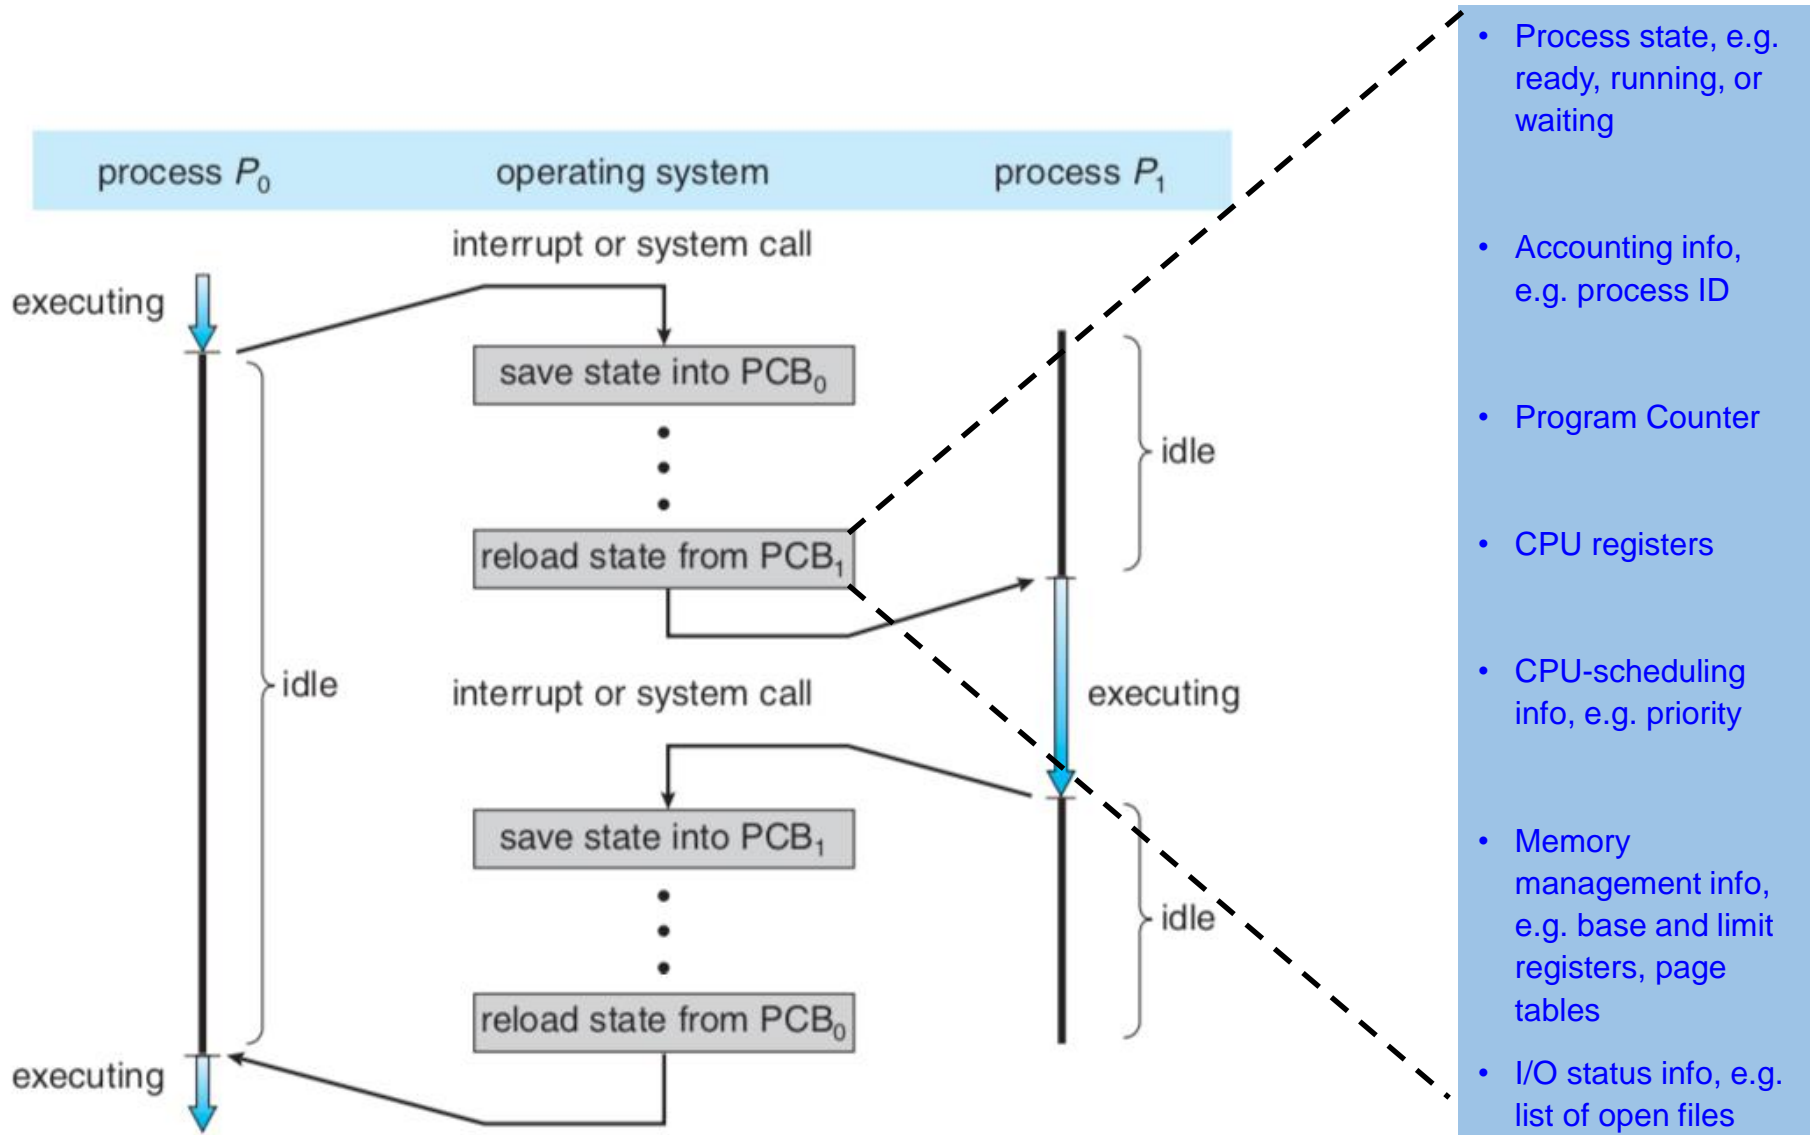 process P0
operating system
process P1
interrupt or system call
executing
save state into PCB0
idle
reload state from PCB1
idle
interrupt or system call
executing
save state into PCB1
idle
reload state from PCB0
executing
• Process state, e.g.
ready, running, or
waiting
• Accounting info,
e.g. process ID
• Program Counter
• CPU registers
• CPU-scheduling
info, e.g. priority
• Memory
management info,
e.g. base and limit
registers, page
tables
• I/O status info, e.g.
list of open files